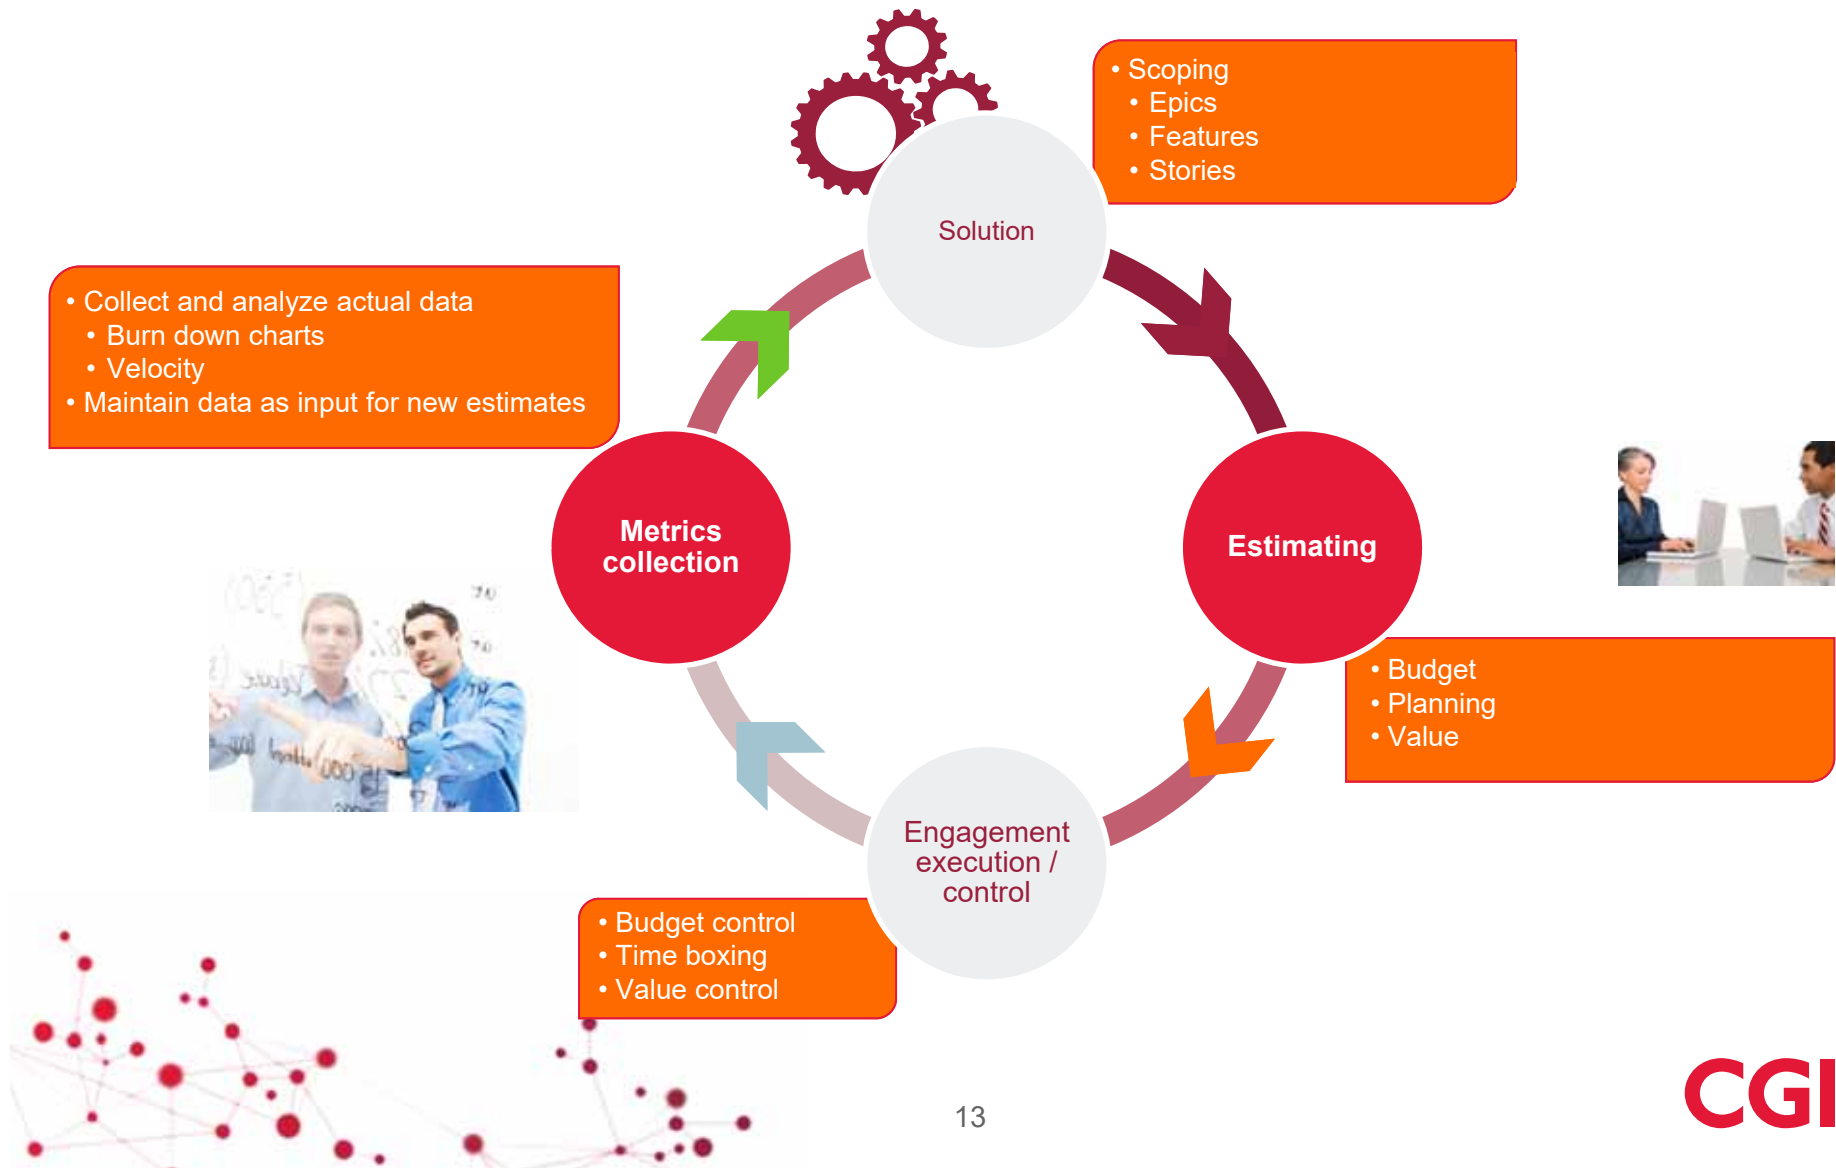 • Scoping
• Epics
• Features
• Stories
Solution
• Collect and analyze actual data
• Burn down charts
• Velocity
• Maintain data as input for new estimates
Metrics
collection
Estimating
• Budget
• Planning
• Value
Engagement
execution /
control
• Budget control
• Time boxing
• Value control
13
CGI